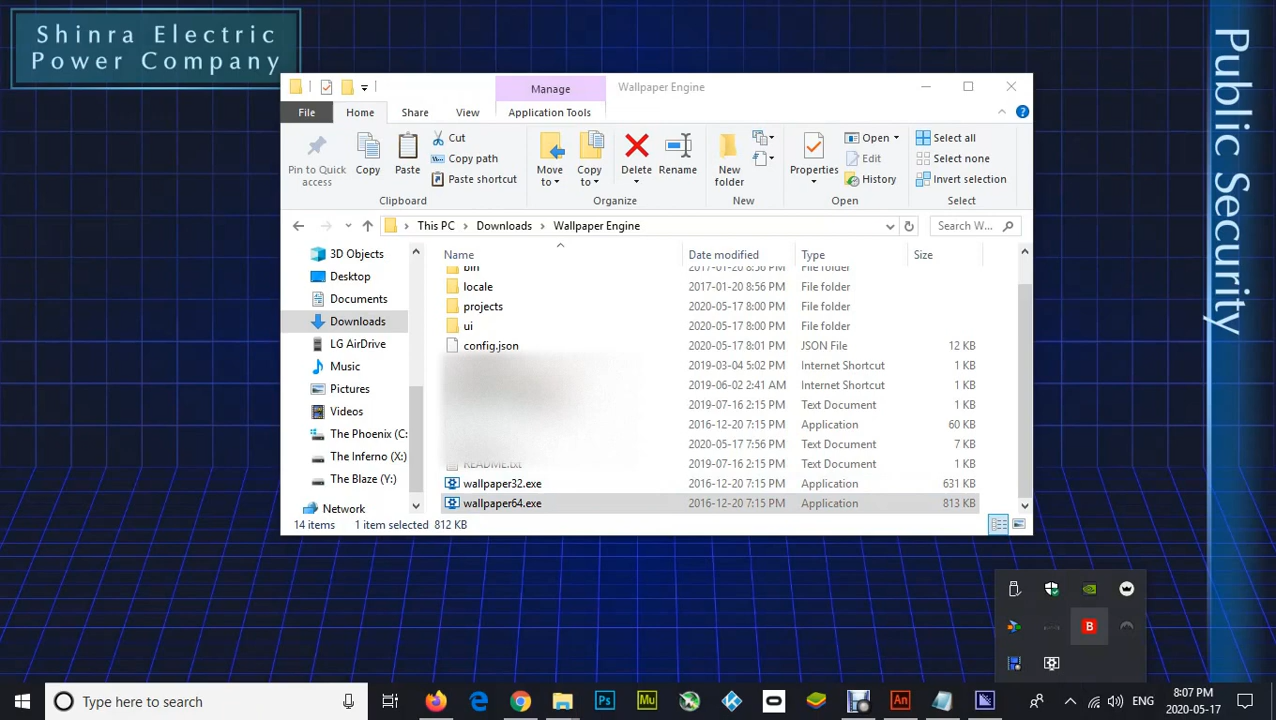 Shinra Electric
Power Company
Public Security
Manage
Wallpaper Engine
File
Home
Share
View
Application Tools
Pin to Quick
access
Copy
Paste
Cut
Copy path
Paste shortcut
Clipboard
Move
to
Copy
to
Delete
Rename
Organize
New
folder
New
Properties
Open
Edit
History
Open
Select all
Select none
Invert selection
Select
This PC > Downloads > Wallpaper Engine
Search W...
Name Date modified Type Size
3D Objects
Desktop
Documents
Downloads
LG AirDrive
Music
Pictures
Videos
The Phoenix (C:
The Inferno (X:)
The Blaze (Y:)
Network
bin 2017-01-20 8:56 PM File folder
locale 2017-01-20 8:56 PM File folder
projects 2020-05-17 8:00 PM File folder
ui 2020-05-17 8:00 PM File folder
config.json 2020-05-17 8:01 PM JSON File 12 KB
2019-03-04 5:02 PM Internet Shortcut 1 KB
2019-06-02 2:41 AM Internet Shortcut 1 KB
2019-07-16 2:15 PM Text Document 1 KB
2016-12-20 7:15 PM Application 60 KB
2020-05-17 7:56 PM Text Document 7 KB
README.txt 2019-07-16 2:15 PM Text Document 1 KB
wallpaper32.exe 2016-12-20 7:15 PM Application 631 KB
wallpaper64.exe 2016-12-20 7:15 PM Application 813 KB
14 items 1 item selected 812 KB
B
Type here to search
Ps
Mu
An
ENG
8:07 PM
2020-05-17